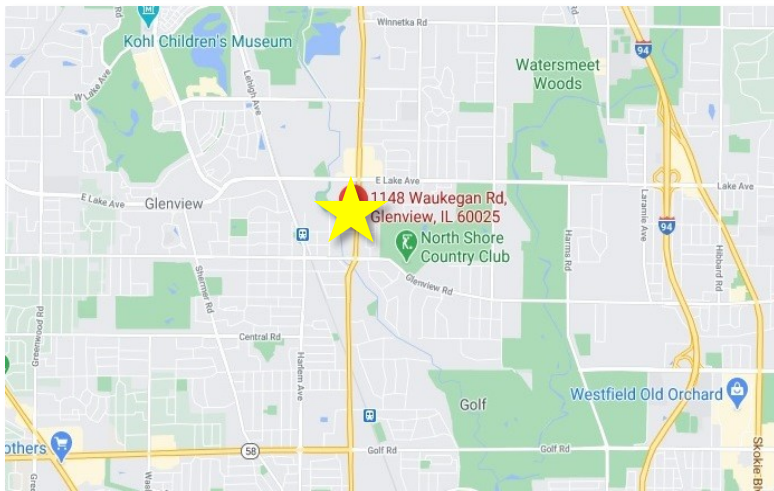 Winnetka Rd
Kohl Children's Museum
94
Watersmeet
Woods
W Lake Ave
Lehigh Ave
E Lake Ave
Lake Ave
1148 Waukegan Rd,
Glenview, IL 60025
E Lake Ave
Glenview
Laramie Ave
94
North Shore
Country Club
Harms Rd
Hibbard Rd
Shermer Rd
Glenview Rd
Greenwood Rd
Central Rd
Harlem Ave
Westfield Old Orchard
Golf
others
58
Golf Rd
Golf Rd